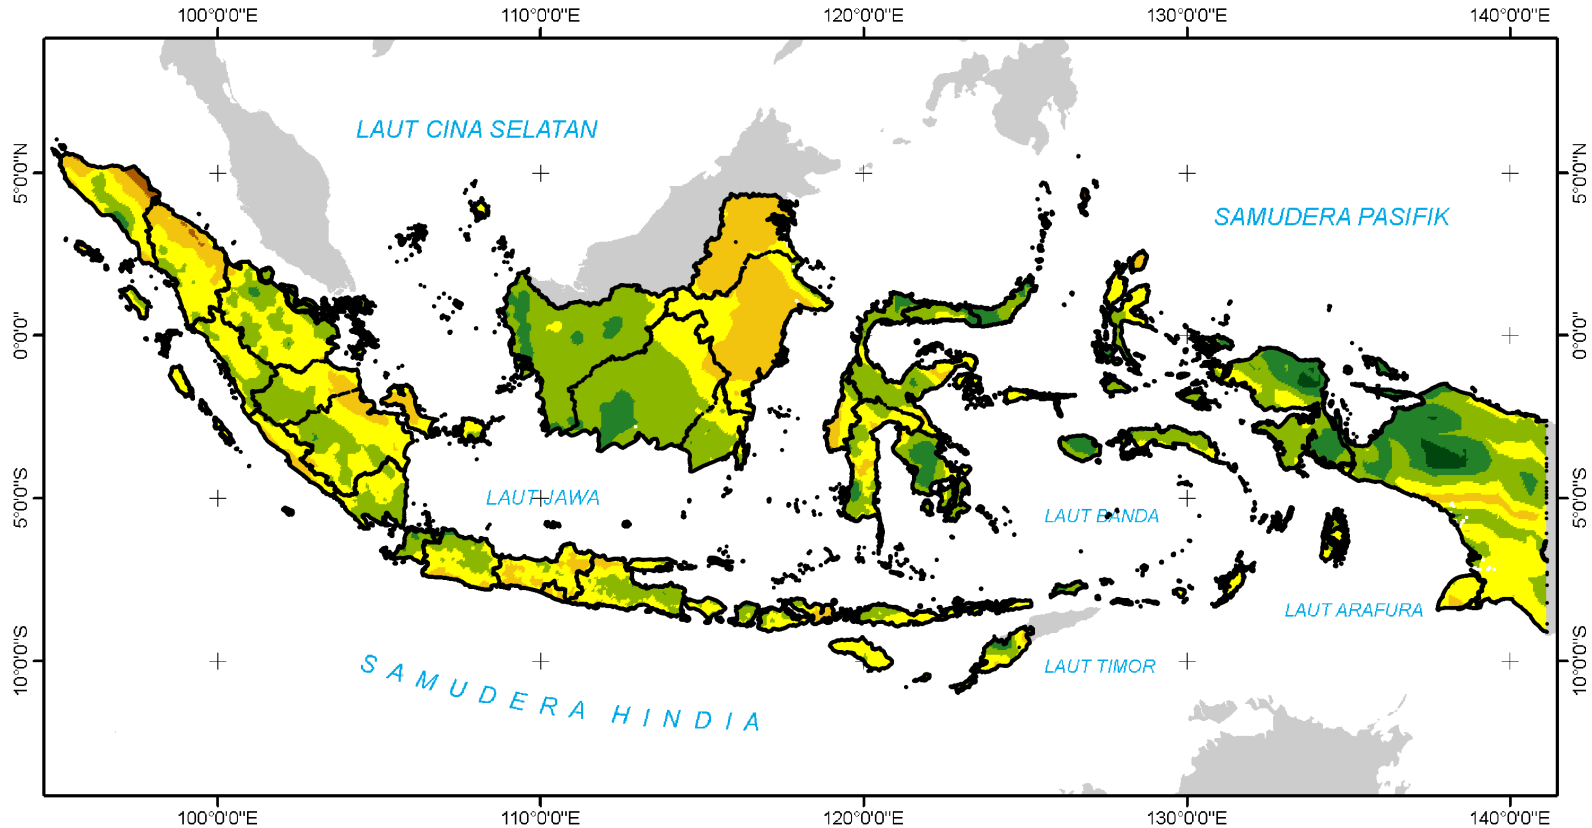 100°0'0"E 110°0'0"E 120°0'0"E 130°0'0"E 140°0'0"E
LAUT CINA SELATAN
5°0'0"N 5°0'0"N
SAMUDERA PASIFIK
0°0'0" 0°0'0"
5°0'0"S LAUT JAWA 5°0'0"S
LAUT BANDA
LAUT ARAFURA
10°0'0"S LAUT TIMOR 10°0'0"S
SAMUDERA HINDIA
100°0'0"E 110°0'0"E 120°0'0"E 130°0'0"E 140°0'0"E